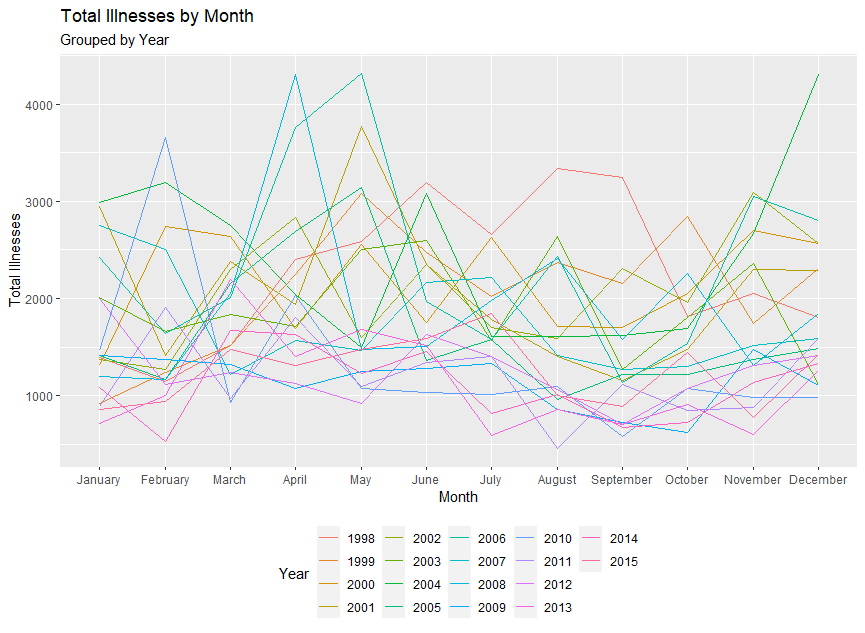 Total Illnesses by Month
Grouped by Year
Total Illnesses
4000
3000
2000
1000
January February March April May June July August September October November December
Month
Year
1998 2002 2006 2010 2014
1999 2003 2007 2011 2015
2000 2004 2008 2012
2001 2005 2009 2013